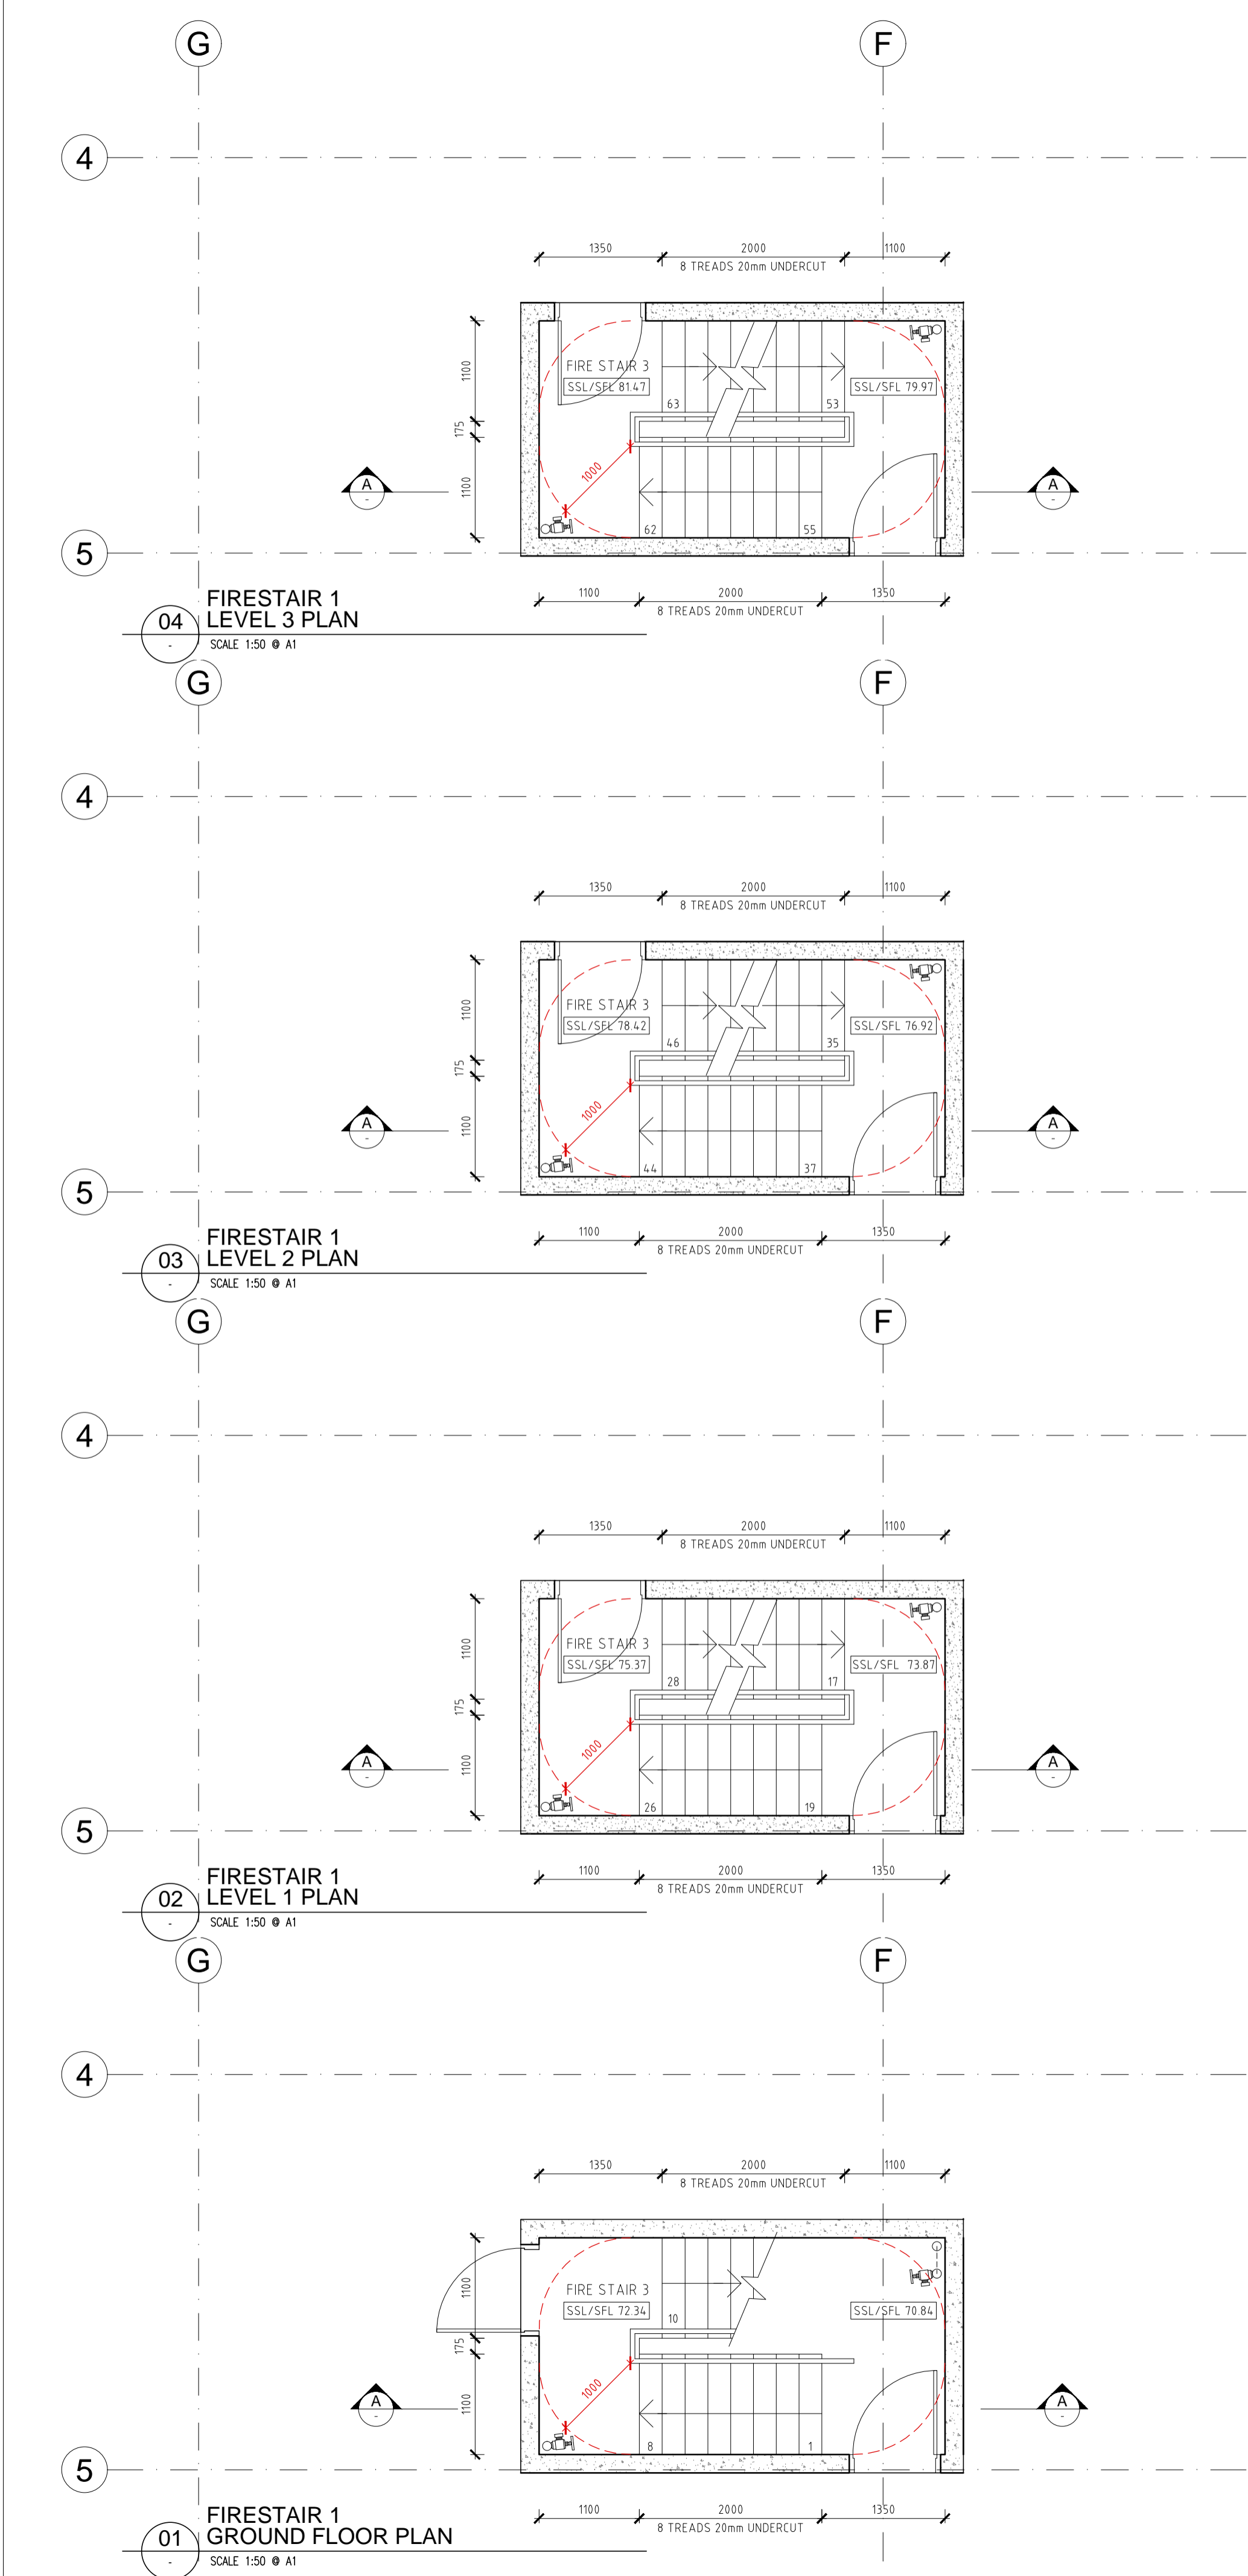 G
F
4
1350
2000
1100
8 TREADS 20mm UNDERCUT
1100
175
1100
FIRE STAIR 3
SSL/SFL 81.47
SSL/SFL 79.97
63
53
1000
A
-
A
-
62
55
5
1100
2000
1350
8 TREADS 20mm UNDERCUT
FIRESTAIR 1
LEVEL 3 PLAN
04
-
SCALE 1:50 @ A1
G
F
4
1350
2000
1100
8 TREADS 20mm UNDERCUT
1100
175
1100
FIRE STAIR 3
SSL/SFL 78.42
SSL/SFL 76.92
46
35
1000
A
-
A
-
44
37
5
1100
2000
1350
8 TREADS 20mm UNDERCUT
FIRESTAIR 1
LEVEL 2 PLAN
03
-
SCALE 1:50 @ A1
G
F
4
1350
2000
1100
8 TREADS 20mm UNDERCUT
1100
175
1100
FIRE STAIR 3
SSL/SFL 75.37
SSL/SFL 73.87
28
17
1000
A
-
A
-
26
19
5
1100
2000
1350
8 TREADS 20mm UNDERCUT
FIRESTAIR 1
LEVEL 1 PLAN
02
-
SCALE 1:50 @ A1
G
F
4
1350
2000
1100
8 TREADS 20mm UNDERCUT
1100
175
1100
FIRE STAIR 3
SSL/SFL 72.34
SSL/SFL 70.84
10
1000
A
-
A
-
8
1
5
1100
2000
1350
8 TREADS 20mm UNDERCUT
FIRESTAIR 1
GROUND FLOOR PLAN
01
-
SCALE 1:50 @ A1